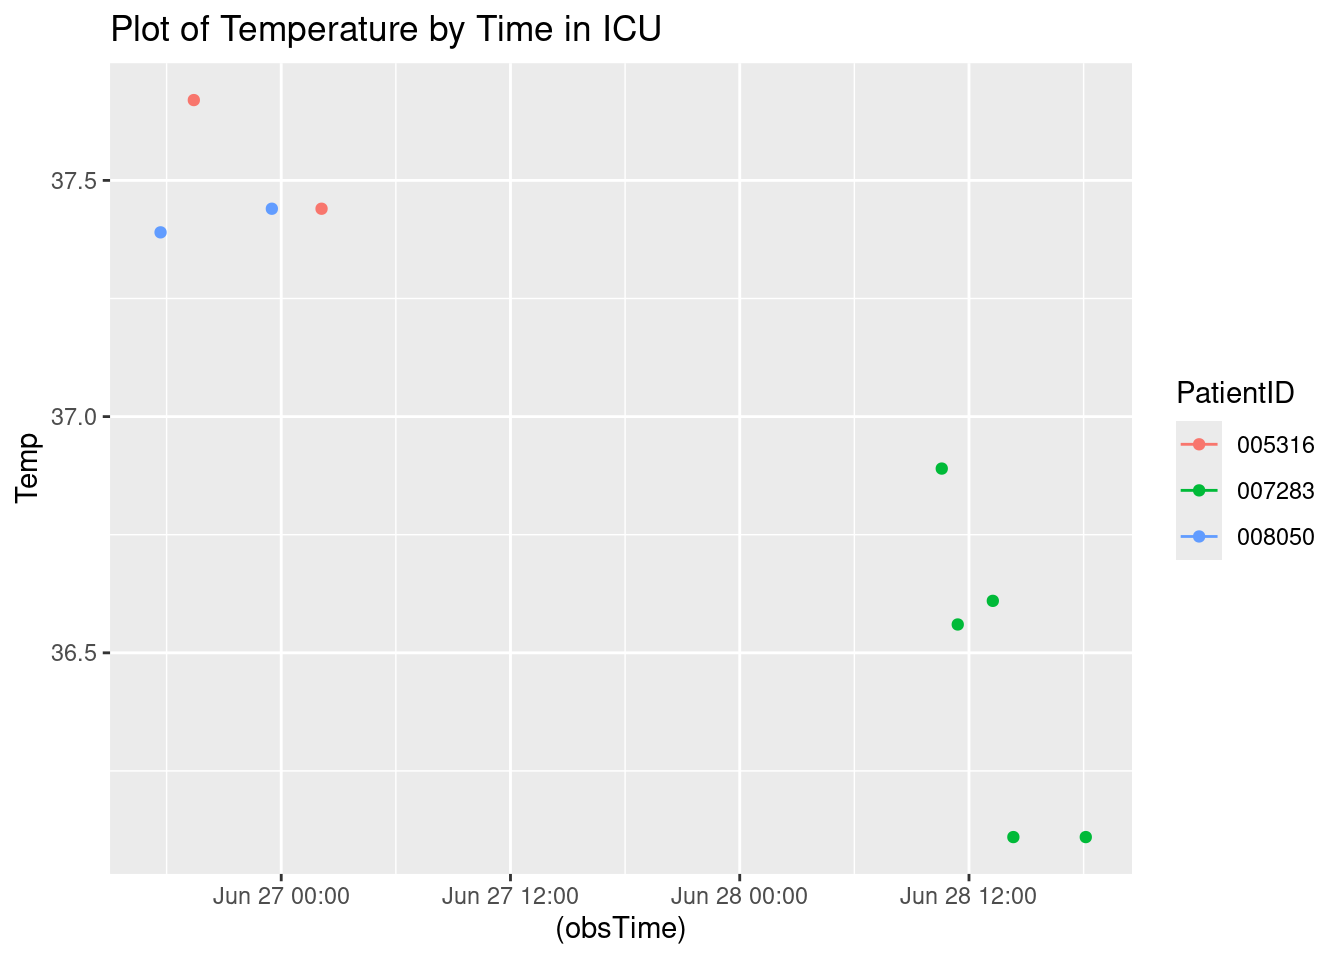 Plot of Temperature by Time in ICU
37.5
37.0
36.5
Temp
Jun 27 00:00
Jun 27 12:00
Jun 28 00:00
Jun 28 12:00
(obsTime)
PatientID
005316
007283
008050